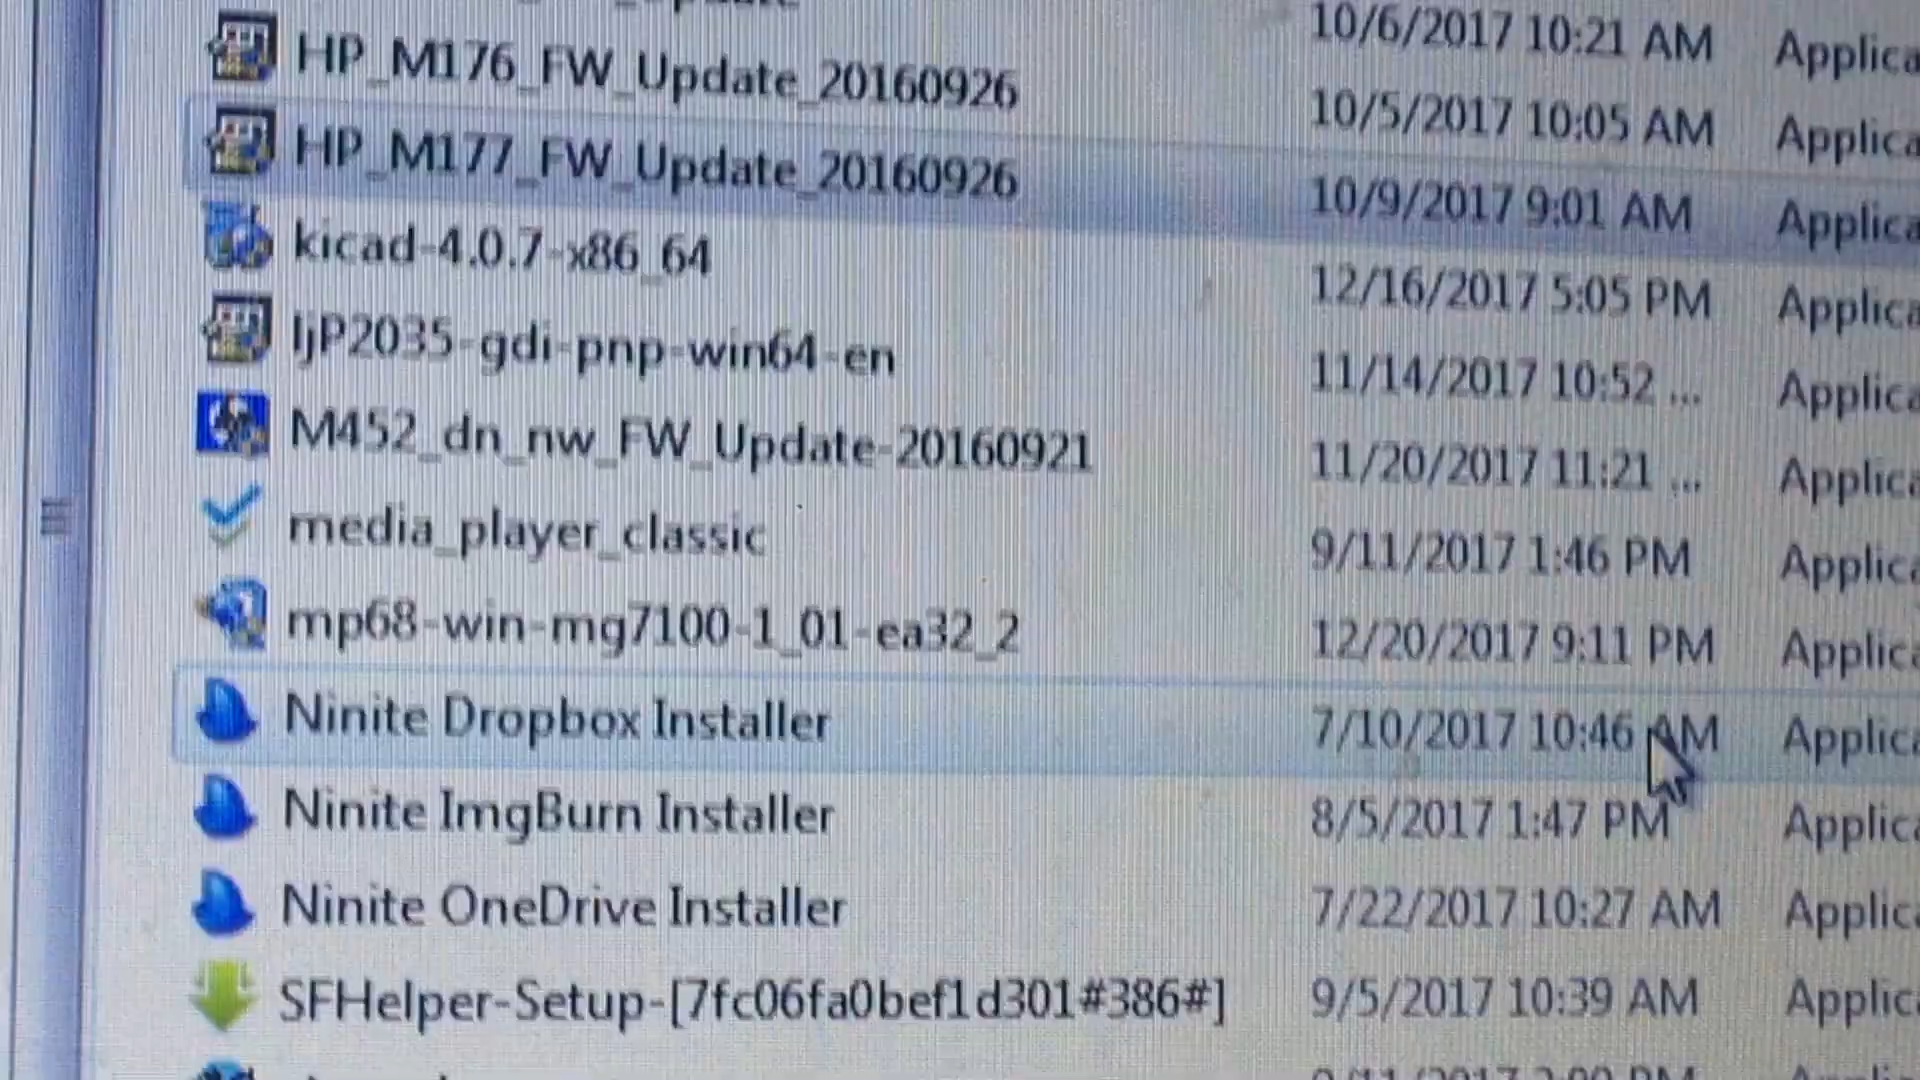 10/6/2017 10:21 AM Applica
HP_M176_FW_Update_20160926 10/5/2017 10:05 AM Applica
HP_M177_FW_Update_20160926 10/9/2017 9:01 AM Applica
kicad-4.0.7-x86_64 12/16/2017 5:05 PM Applica
ljP2035-gdi-pnp-win64-en 11/14/2017 10:52 ... Applica
M452_dn_nw_FW_Update-20160921 11/20/2017 11:21 ... Applica
media_player_classic 9/11/2017 1:46 PM Applica
mp68-win-mg7100-1_01-ea32_2 12/20/2017 9:11 PM Applica
Ninite Dropbox Installer 7/10/2017 10:46 AM Applica
Ninite ImgBurn Installer 8/5/2017 1:47 PM Applica
Ninite OneDrive Installer 7/22/2017 10:27 AM Applica
SFHelper-Setup-[7fc06fa0bef1d301#386#] 9/5/2017 10:39 AM Applica